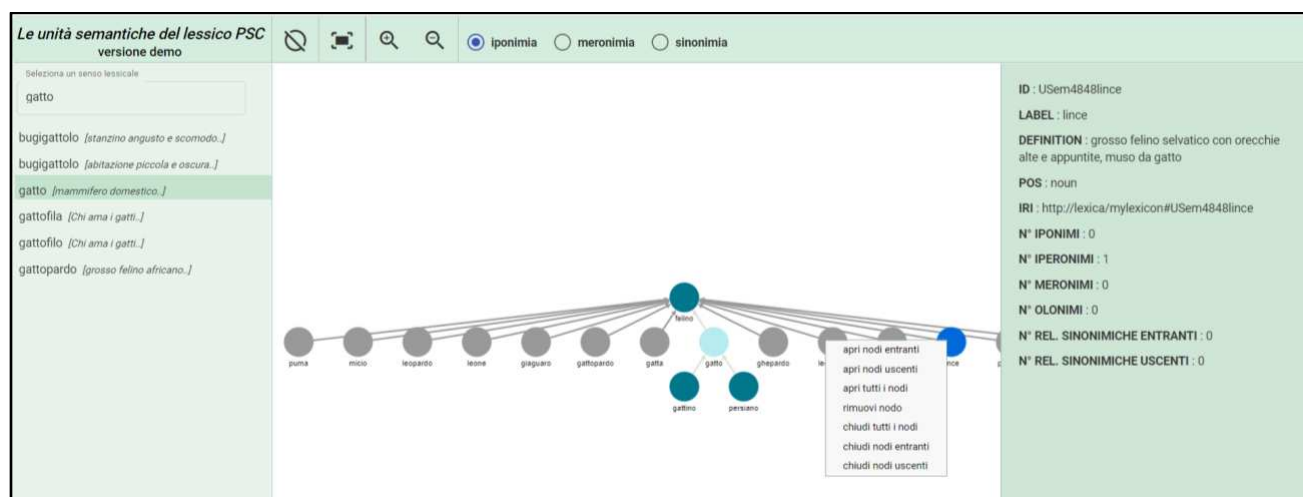 Le unità semantiche del lessico PSC
versione demo
iponimia meronimia sinonimia
Seleziona un senso lessicale
gatto
bugigattolo [stanzino angusto e scomodo..]
bugigattolo [abitazione piccola e oscura..]
gatto [mammifero domestico..]
gattofila [Chi ama i gatti..]
gattofilo [Chi ama i gatti..]
gattopardo [grosso felino africano..]
felino
puma micio leopardo leone giaguaro gattopardo gatta gatto ghepardo
gattino persiano
apri nodi entranti
apri nodi uscenti
apri tutti i nodi
rimuovi nodo
chiudi tutti i nodi
chiudi nodi entranti
chiudi nodi uscenti
ID : USem4848lince
LABEL : lince
DEFINITION : grosso felino selvatico con orecchie
alte e appuntite, muso da gatto
POS : noun
IRI : http://lexica/mylexicon#USem4848lince
N° IPONIMI : 0
N° IPERONIMI : 1
N° MERONIMI : 0
N° OLONIMI : 0
N° REL. SINONIMICHE ENTRANTI : 0
N° REL. SINONIMICHE USCENTI : 0